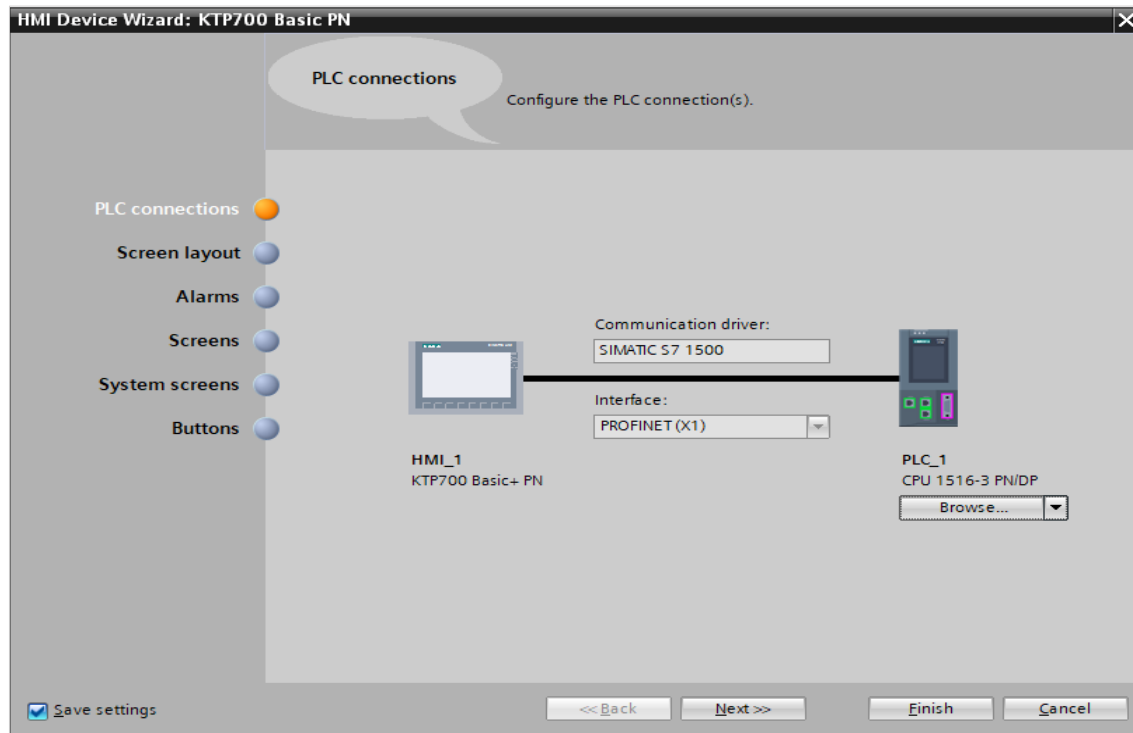 HMI Device Wizard: KTP700 Basic PN
PLC connections
Configure the PLC connection(s).
PLC connections
Screen layout
Alarms
Screens
System screens
Buttons
Communication driver:
SIMATIC S7 1500
Interface:
PROFINET (X1)
HMI_1
KTP700 Basic+ PN
PLC_1
CPU 1516-3 PN/DP
Browse...
Save settings
<< Back
Next >>
Finish
Cancel